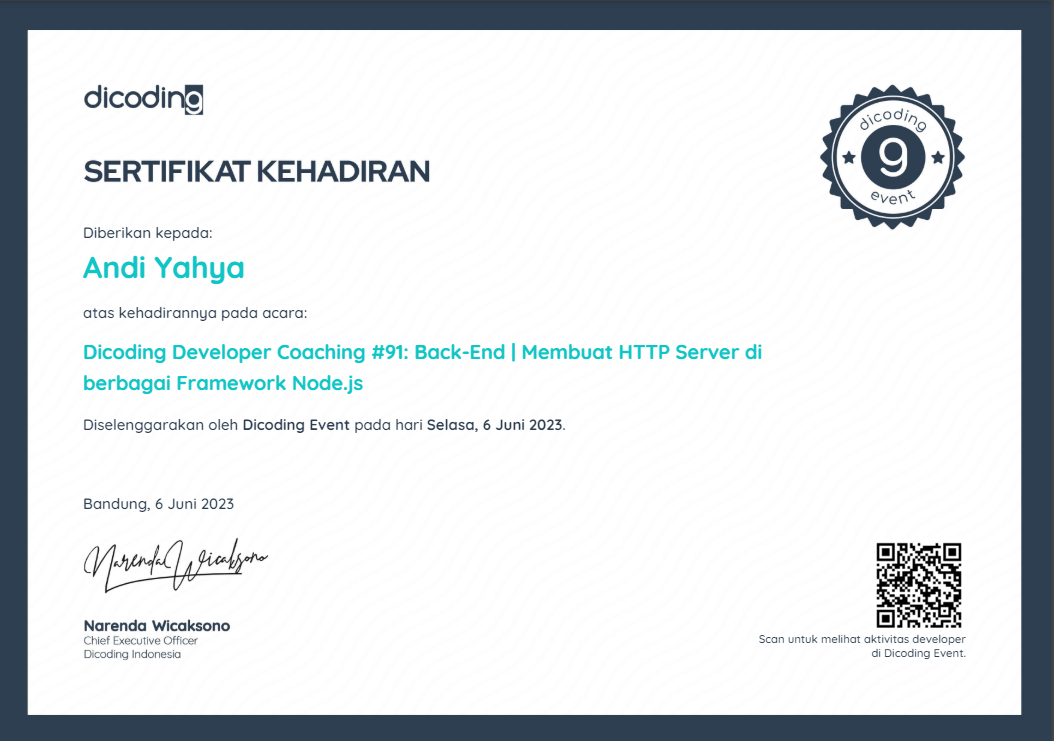 dicoding
SERTIFIKAT KEHADIRAN
dicoding
g
event
Diberikan kepada:
Andi Yahya
atas kehadirannya pada acara:
Dicoding Developer Coaching #91: Back-End | Membuat HTTP Server di
berbagai Framework Node.js
Diselenggarakan oleh Dicoding Event pada hari Selasa, 6 Juni 2023.
Bandung, 6 Juni 2023
Narenda Wicaksono
Narenda Wicaksono
Chief Executive Officer
Dicoding Indonesia
Scan untuk melihat aktivitas developer
di Dicoding Event.